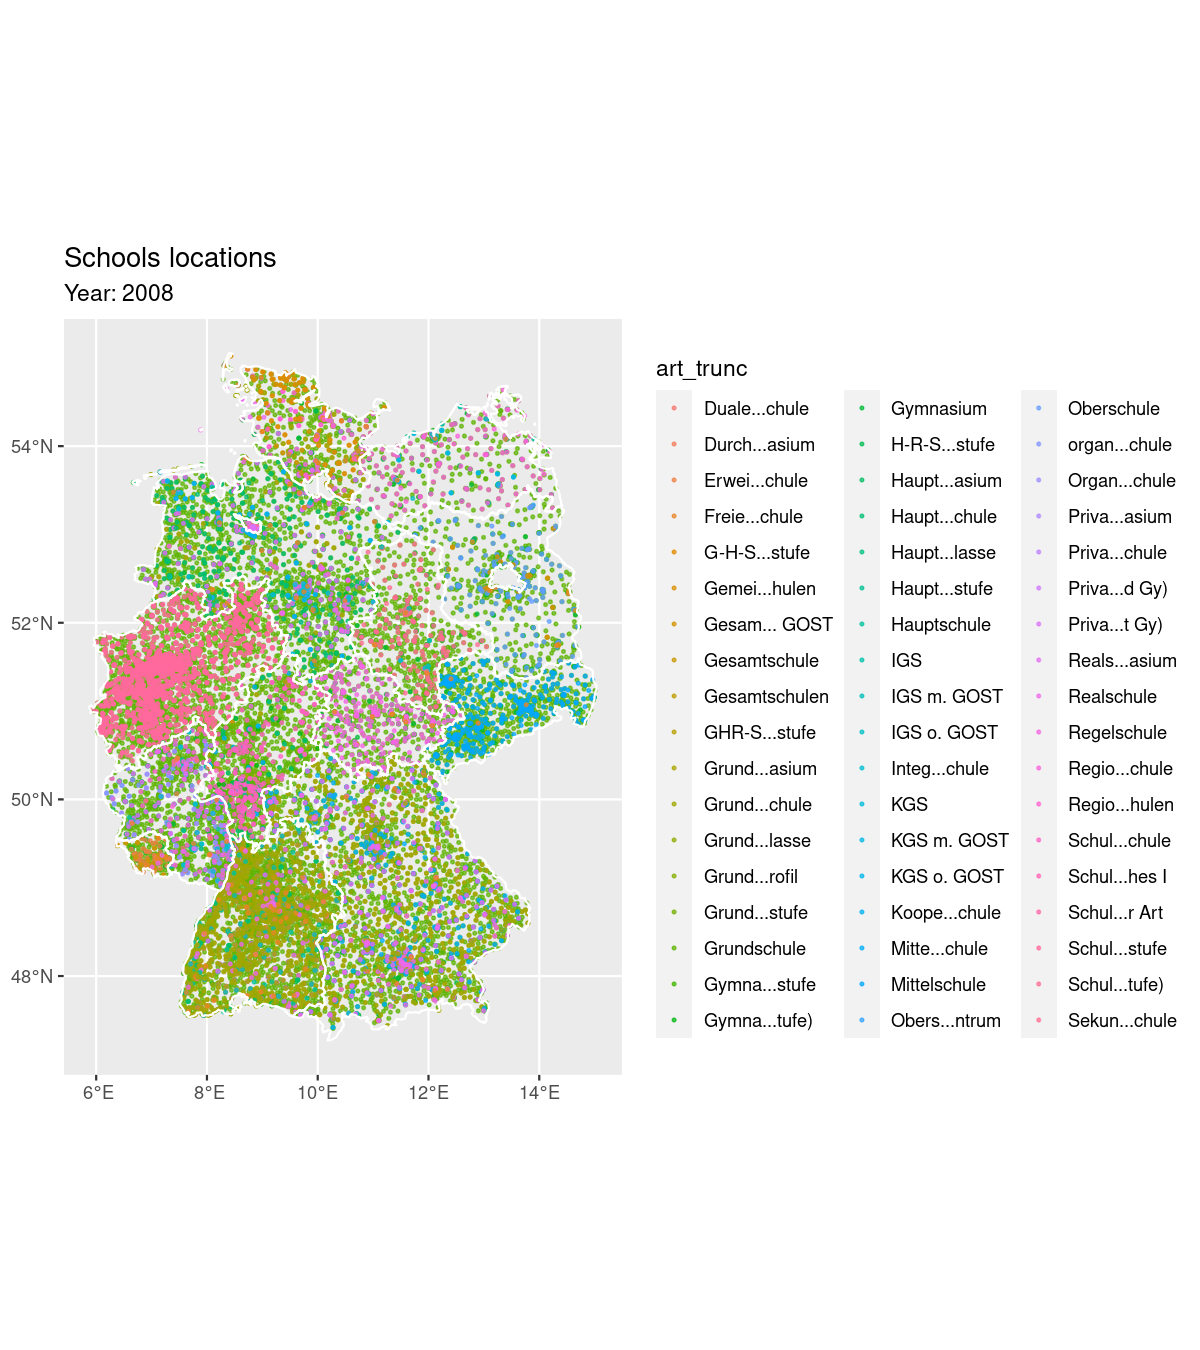 Schools locations
Year: 2008
54°N
52°N
50°N
48°N
6°E
8°E
10°E
12°E
14°E
art_trunc
Duale...chule
Durch...asium
Erwei...chule
Freie...chule
G-H-S...stufe
Gemei...hulen
Gesam... GOST
Gesamtschule
Gesamtschulen
GHR-S...stufe
Grund...asium
Grund...chule
Grund...lasse
Grund...rofil
Grund...stufe
Grundschule
Gymna...stufe
Gymna...tufe)
Gymnasium
H-R-S...stufe
Haupt...asium
Haupt...chule
Haupt...lasse
Haupt...stufe
Hauptschule
IGS
IGS m. GOST
IGS o. GOST
Integ...chule
KGS
KGS m. GOST
KGS o. GOST
Koope...chule
Mitte...chule
Mittelschule
Obers...ntrum
Oberschule
organ...chule
Organ...chule
Priva...asium
Priva...chule
Priva...d Gy)
Priva...t Gy)
Reals...asium
Realschule
Regelschule
Regio...chule
Regio...hulen
Schul...chule
Schul...hes I
Schul...r Art
Schul...stufe
Schul...tufe)
Sekun...chule